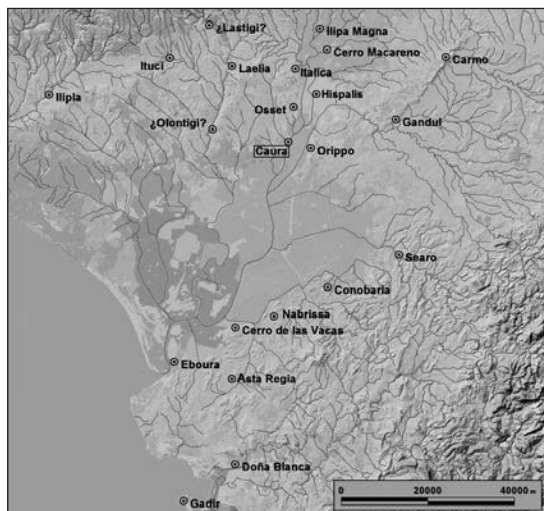 ¿Lastigi?
Ilipa Magna
Cerro Macareno
Ituci
Laelia
Italica
Carmo
Ilipla
Hispalis
Osset
Gandul
¿Olontigi?
Caura
Orippo
Searo
Conobaria
Nabrissa
Cerro de las Vacas
Eboura
Asta Regia
Doña Blanca
Gadir
0 20000 40000 m